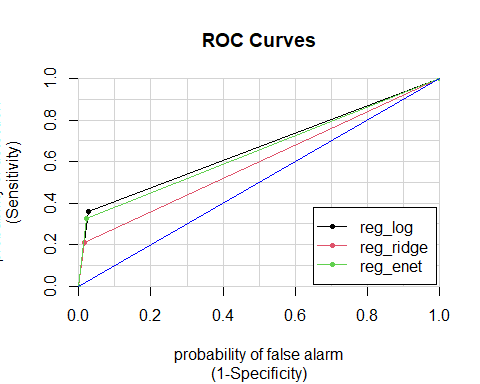 ROC Curves
(Sensitivity)
1.0
0.8
0.6
0.4
0.2
0.0
reg_log
reg_ridge
reg_enet
0.0 0.2 0.4 0.6 0.8 1.0
probability of false alarm
(1-Specificity)